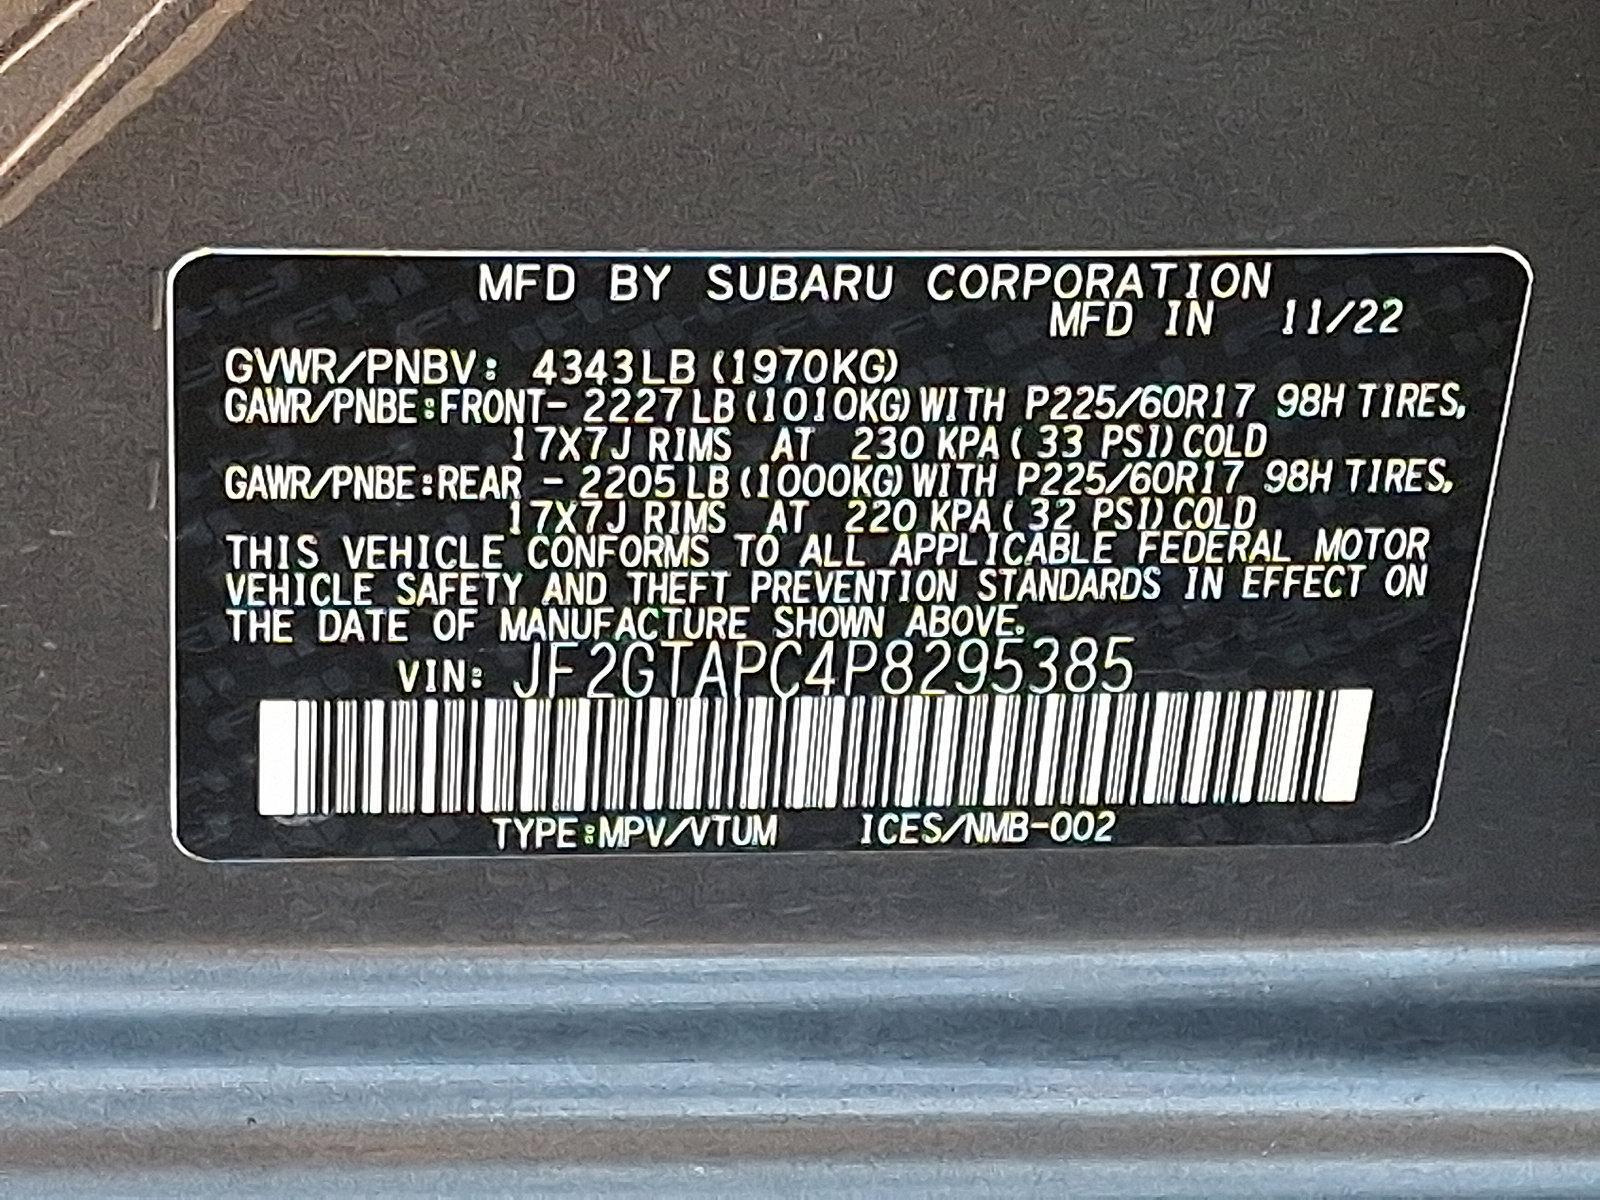 MFD BY SUBARU CORPORATION
MFD IN 11/22
GVWR/PNBV: 4343LB (1970KG)
GAWR/PNBE:FRONT- 2227LB (1010KG) WITH P225/60R17 98H TIRES,
17X7J RIMS AT 230 KPA ( 33 PSI) COLD
GAWR/PNBE:REAR - 2205LB (1000KG) WITH P225/60R17 98H TIRES,
17X7J RIMS AT 220 KPA ( 32 PSI) COLD
THIS VEHICLE CONFORMS TO ALL APPLICABLE FEDERAL MOTOR
VEHICLE SAFETY AND THEFT PREVENTION STANDARDS IN EFFECT ON
THE DATE OF MANUFACTURE SHOWN ABOVE.
VIN: JF2GTAPC4P8295385
TYPE:MPV/VTUM ICES/NMB-002